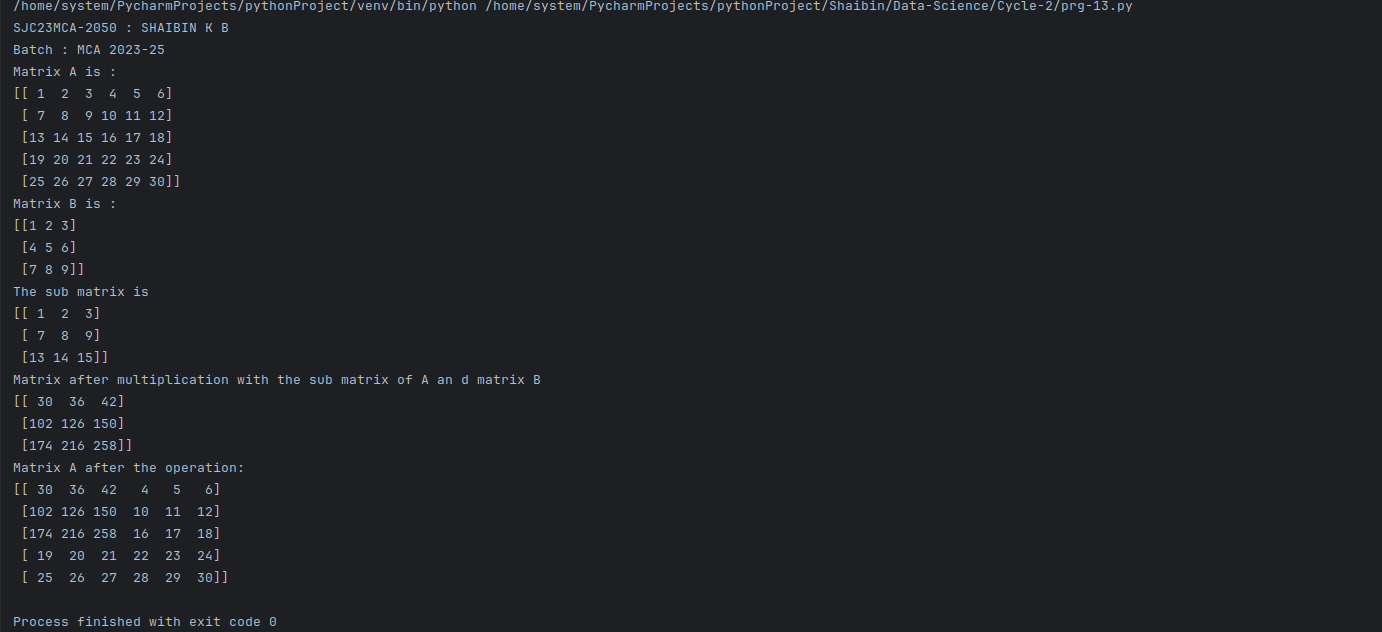 /home/system/PycharmProjects/pythonProject/venv/bin/python /home/system/PycharmProjects/pythonProject/Shaibin/Data-Science/Cycle-2/prg-13.py
SJC23MCA-2050 : SHAIBIN K B
Batch : MCA 2023-25
Matrix A is :
[[ 1  2  3  4  5  6]
 [ 7  8  9 10 11 12]
 [13 14 15 16 17 18]
 [19 20 21 22 23 24]
 [25 26 27 28 29 30]]
Matrix B is :
[[1 2 3]
 [4 5 6]
 [7 8 9]]
The sub matrix is
[[ 1  2  3]
 [ 7  8  9]
 [13 14 15]]
Matrix after multiplication with the sub matrix of A an d matrix B
[[ 30  36  42]
 [102 126 150]
 [174 216 258]]
Matrix A after the operation:
[[ 30  36  42   4   5   6]
 [102 126 150  10  11  12]
 [174 216 258  16  17  18]
 [ 19  20  21  22  23  24]
 [ 25  26  27  28  29  30]]
Process finished with exit code 0